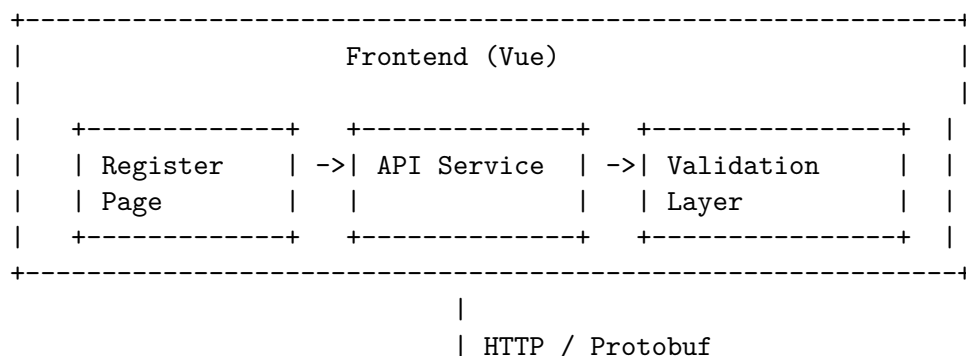 +-------------------------------------------------------------+
|                     Frontend (Vue)                          |
|                                                              |
|   +-------------+   +--------------+   +----------------+  |
|   | Register    | ->| API Service  | ->| Validation     |  |
|   | Page        |   |              |   | Layer          |  |
|   +-------------+   +--------------+   +----------------+  |
+-------------------------------------------------------------+
                             |
                             | HTTP / Protobuf